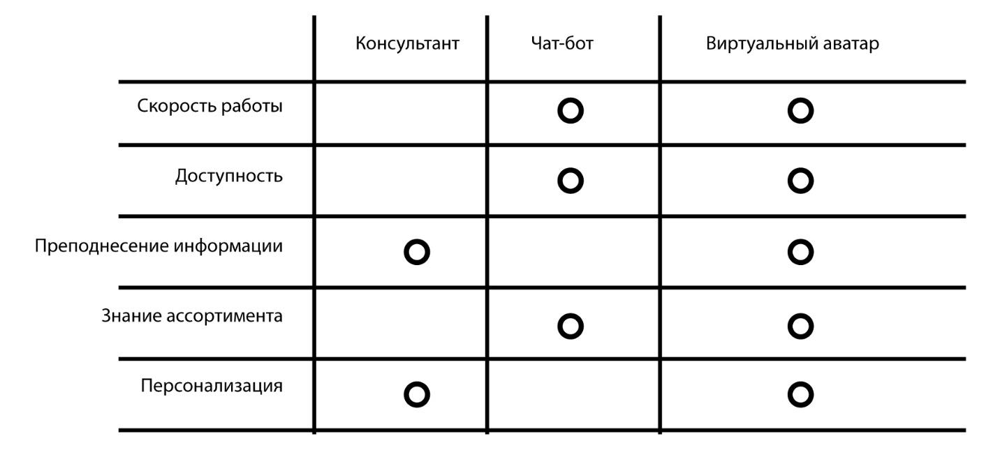 Консультант Чат-бот Виртуальный аватар
Скорость работы
Доступность
Преподнесение информации
Знание ассортимента
Персонализация